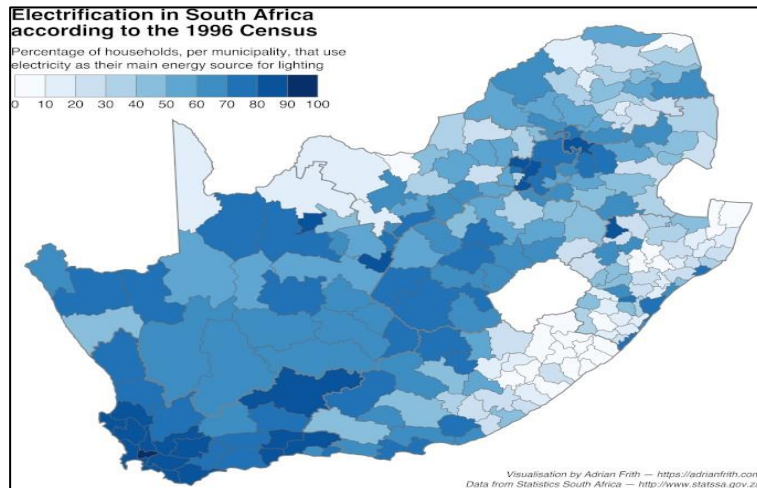 Electrification in South Africa
according to the 1996 Census
Percentage of households, per municipality, that use
electricity as their main energy source for lighting
0 10 20 30 40 50 60 70 80 90 100
Visualisation by Adrian Frith — https://adrianfrith.com
Data from Statistics South Africa — http://www.statssa.gov.z